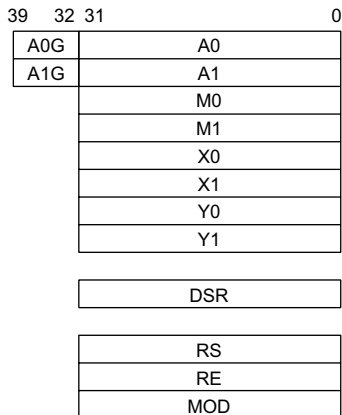 39 32 31 0
A0G A0
A1G A1
M0
M1
X0
X1
Y0
Y1
DSR
RS
RE
MOD